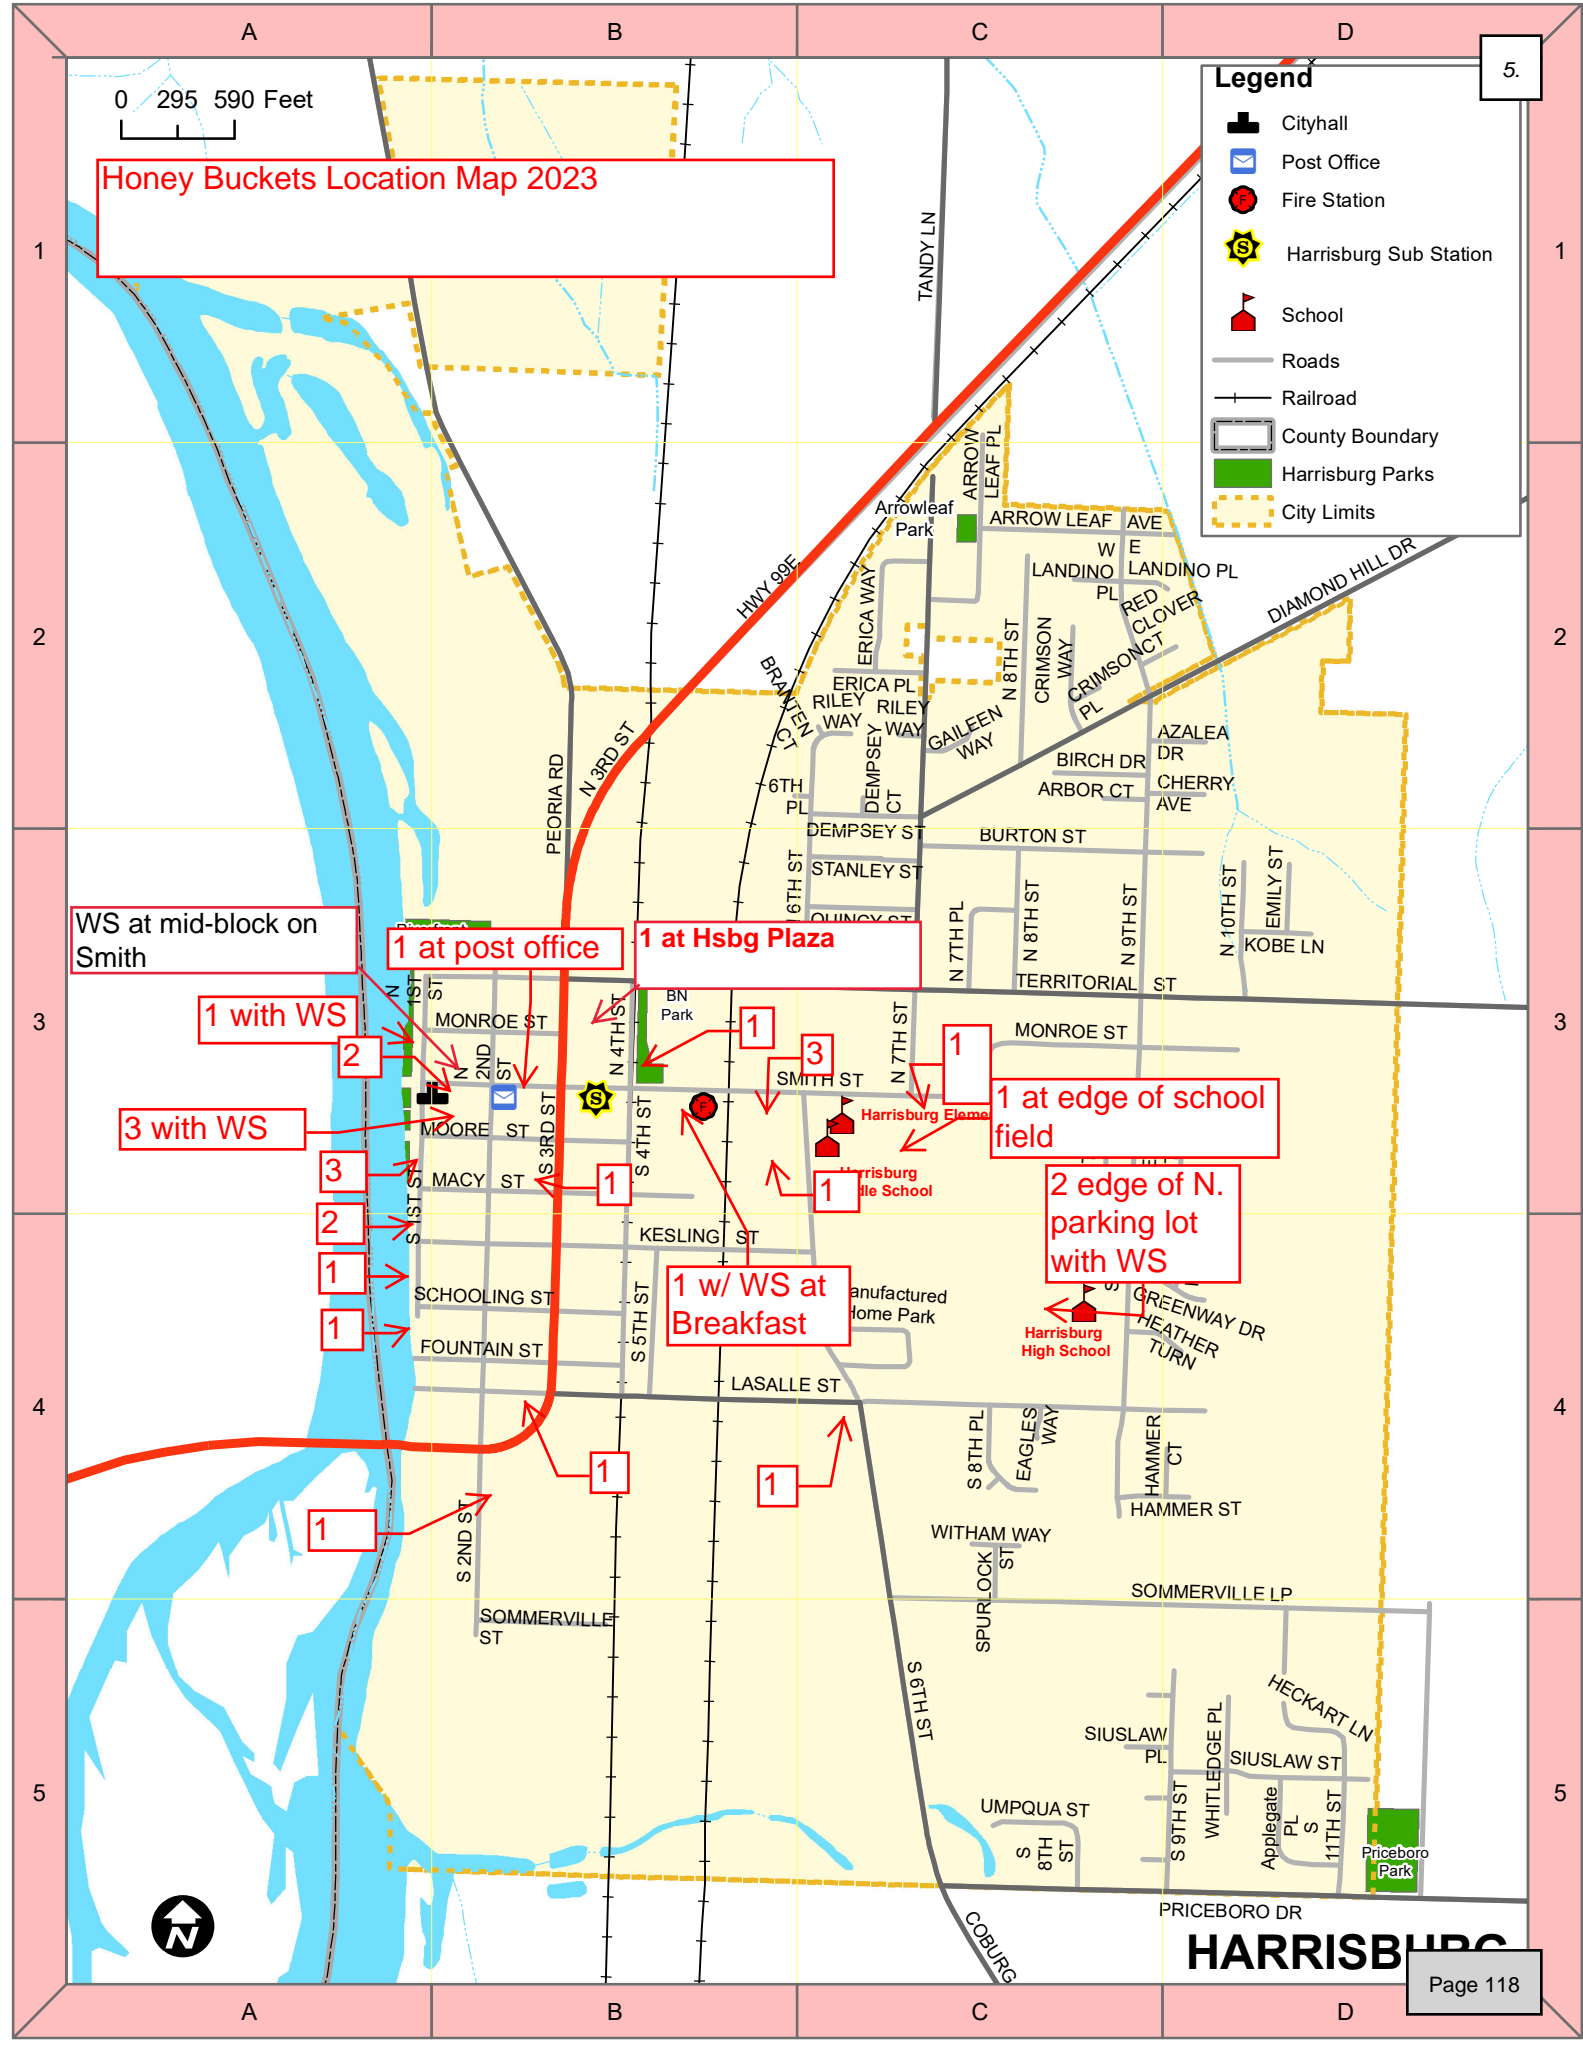 A
B
C
D
5.
0 295 590 Feet
Honey Buckets Location Map 2023
Legend
Cityhall
Post Office
F
Fire Station
S
Harrisburg Sub Station
School
Roads
Railroad
County Boundary
Harrisburg Parks
City Limits
1
1
TANDY LN
ARROW
LEAF PL
Arrowleaf
Park
ARROW LEAF AVE
W E
LANDINO LANDINO PL
PL
RED
CLOVER
DIAMOND HILL DR
HWY 99E
ERICA WAY
2
2
N 8TH ST
CRIMSON
WAY
CRIMSON CT
PL
BRANTEN
CT
ERICA PL
RILEY
WAY
RILEY
WAY
GAILEEN
WAY
DEMPSEY
CT
N 3RD ST
PEORIA RD
AZALEA
DR
BIRCH DR
ARBOR CT
CHERRY
AVE
6TH
PL
DEMPSEY ST
BURTON ST
STANLEY ST
6TH ST
QUINCY ST
N 7TH PL
N 8TH ST
N 9TH ST
N 10TH ST
EMILY ST
KOBE LN
WS at mid-block on
Smith
1 at post office
1 at Hsbg Plaza
TERRITORIAL ST
N
1ST
ST
BN
Park
3
3
1 with WS
MONROE ST
N 4TH ST
1
3
N 7TH ST
1
MONROE ST
2
N
2ND
ST
SMITH ST
S
F
1 at edge of school
field
3 with WS
MOORE ST
S 3RD ST
S 4TH ST
Harrisburg Elemen
Harrisburg
dle School
3
MACY ST
1
1
2 edge of N.
parking lot
with WS
2
S 1ST ST
KESLING ST
1
SCHOOLING ST
1 w/ WS at
Breakfast
anufactured
Home Park
S 5TH ST
S
GREENWAY DR
HEATHER
TURN
Harrisburg
High School
1
FOUNTAIN ST
LASALLE ST
4
4
S 8TH PL
EAGLES
WAY
HAMMER
CT
1
1
1
HAMMER ST
S 2ND ST
WITHAM WAY
SPURLOCK
ST
SOMMERVILLE LP
SOMMERVILLE
ST
S 6TH ST
HECKART LN
SIUSLAW
PL
WHITLEDGE PL
SIUSLAW ST
5
5
UMPQUA ST
S
8TH
ST
S 9TH ST
Applegate
PL
S
11TH ST
Priceboro
Park
N
PRICEBORO DR
COBURG
HARRISBURG
Page 118
A
B
C
D